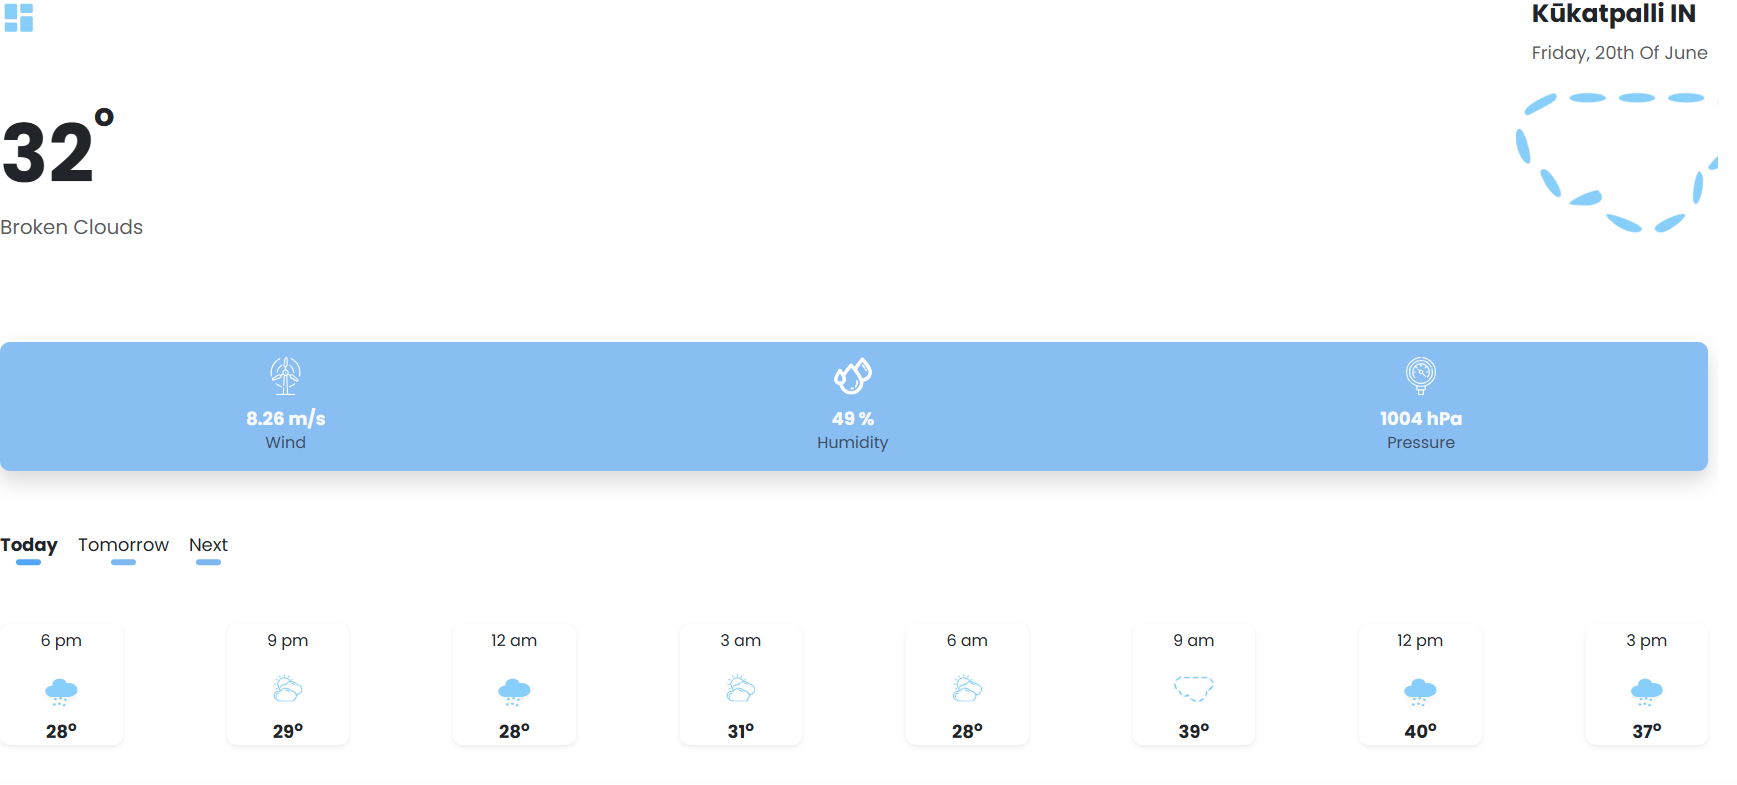 Kūkatpalli IN
Friday, 20th Of June
32°
Broken Clouds
8.26 m/s
Wind
49 %
Humidity
1004 hPa
Pressure
Today Tomorrow Next
6 pm 9 pm 12 am 3 am 6 am 9 am 12 pm 3 pm
28° 29° 28° 31° 28° 39° 40° 37°